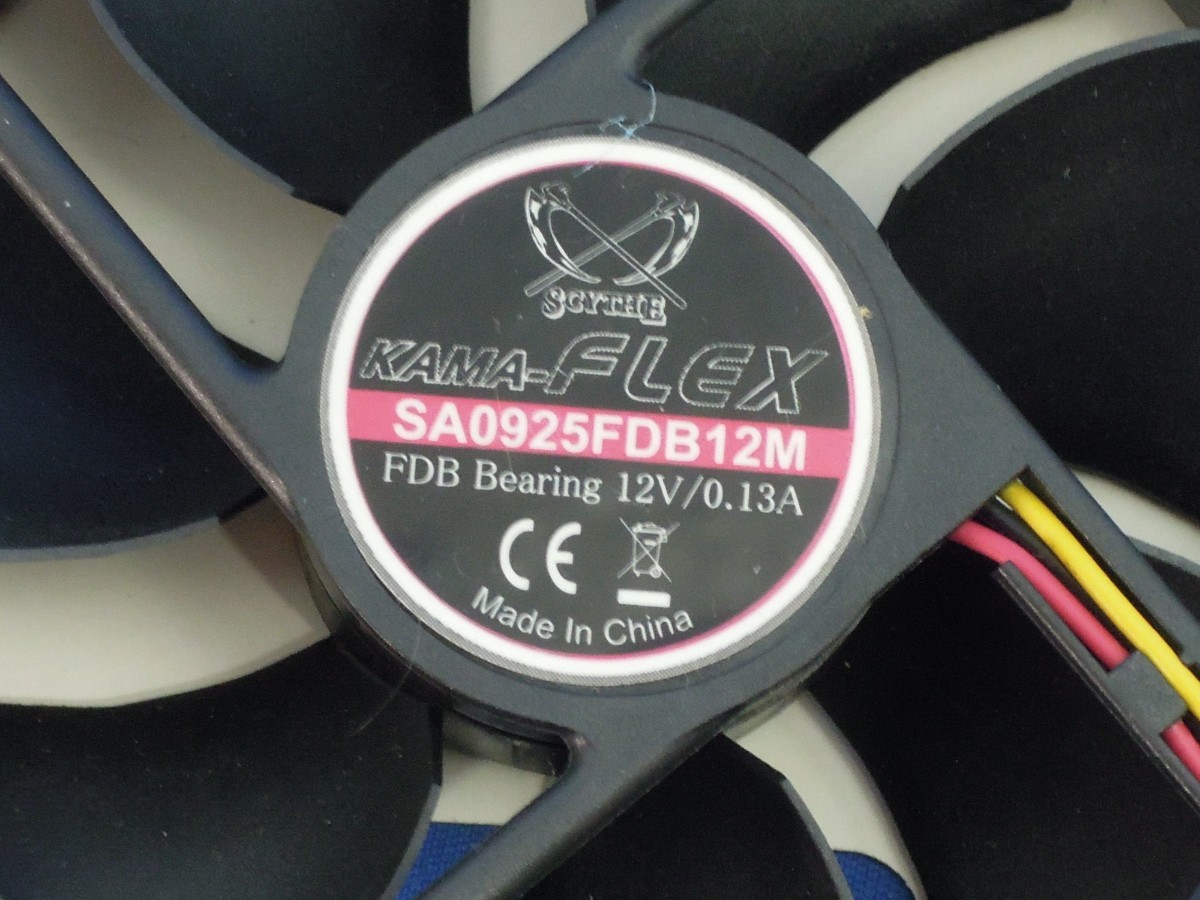 SCYTHE
KAMA-FLEX
SA0925FDB12M
FDB Bearing 12V/0.13A
CE
Made In China